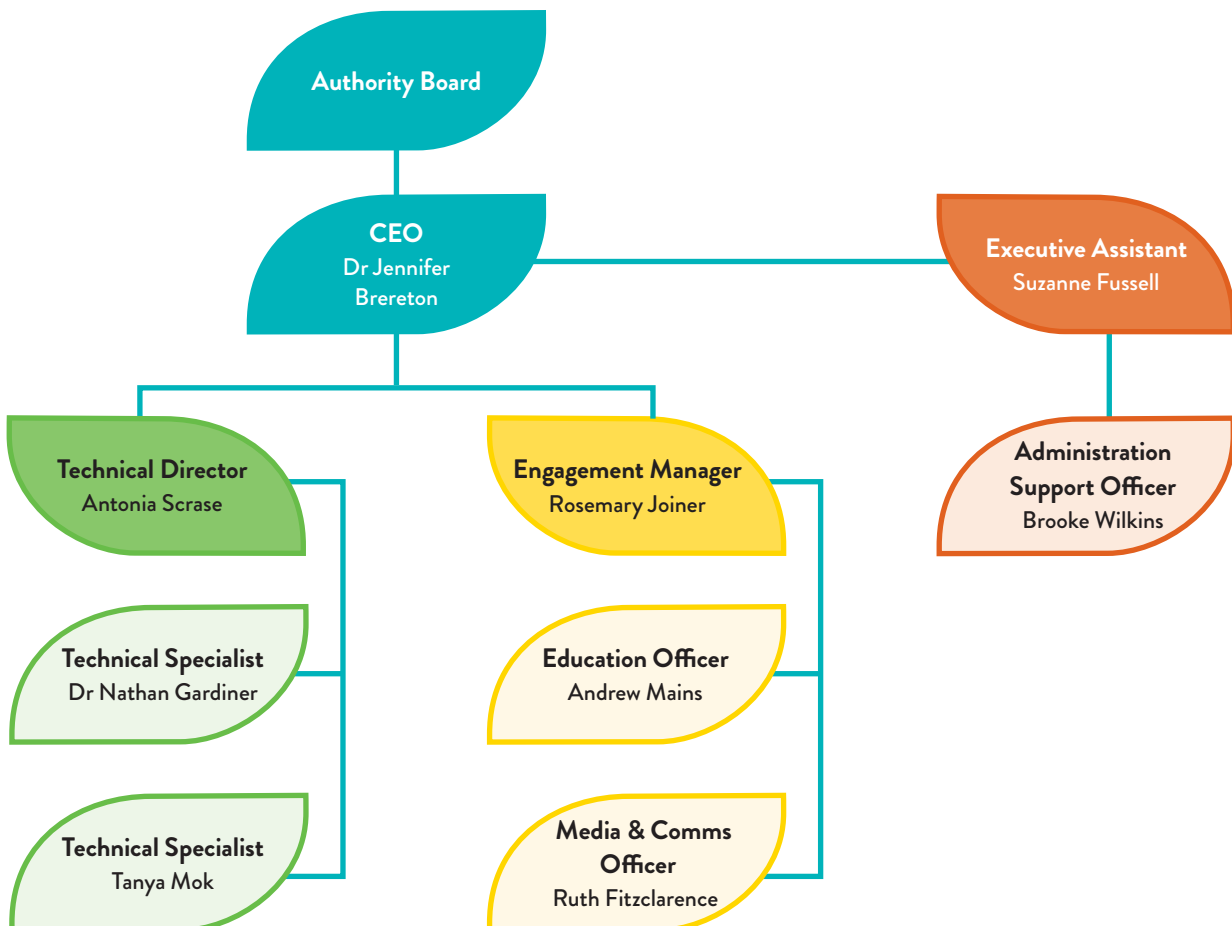 Authority Board
CEO
Dr Jennifer
Brereton
Executive Assistant
Suzanne Fussell
Technical Director
Antonia Scrase
Engagement Manager
Rosemary Joiner
Administration
Support Officer
Brooke Wilkins
Technical Specialist
Dr Nathan Gardiner
Education Officer
Andrew Mains
Technical Specialist
Tanya Mok
Media & Comms
Officer
Ruth Fitzclarence